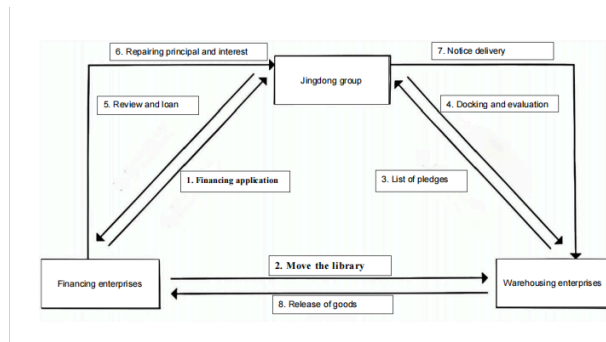 6. Repairing principal and interest
7. Notice delivery
Jingdong group
5. Review and loan
4. Docking and evaluation
1. Financing application
3. List of pledges
2. Move the library
Financing enterprises
Warehousing enterprises
8. Release of goods